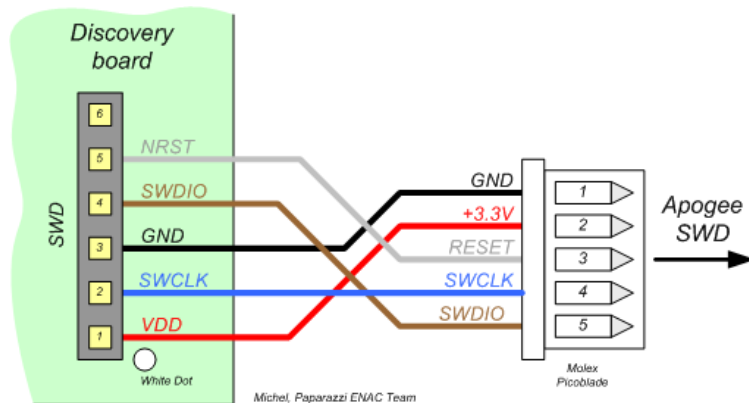 Discovery
board
SWD
6
5
4
3
2
1
NRST
SWDIO
GND
SWCLK
VDD
White Dot
GND
+3.3V
RESET
SWCLK
SWDIO
1
2
3
4
5
Apogee
SWD
Molex
Picoblade
Michel, Paparazzi ENAC Team